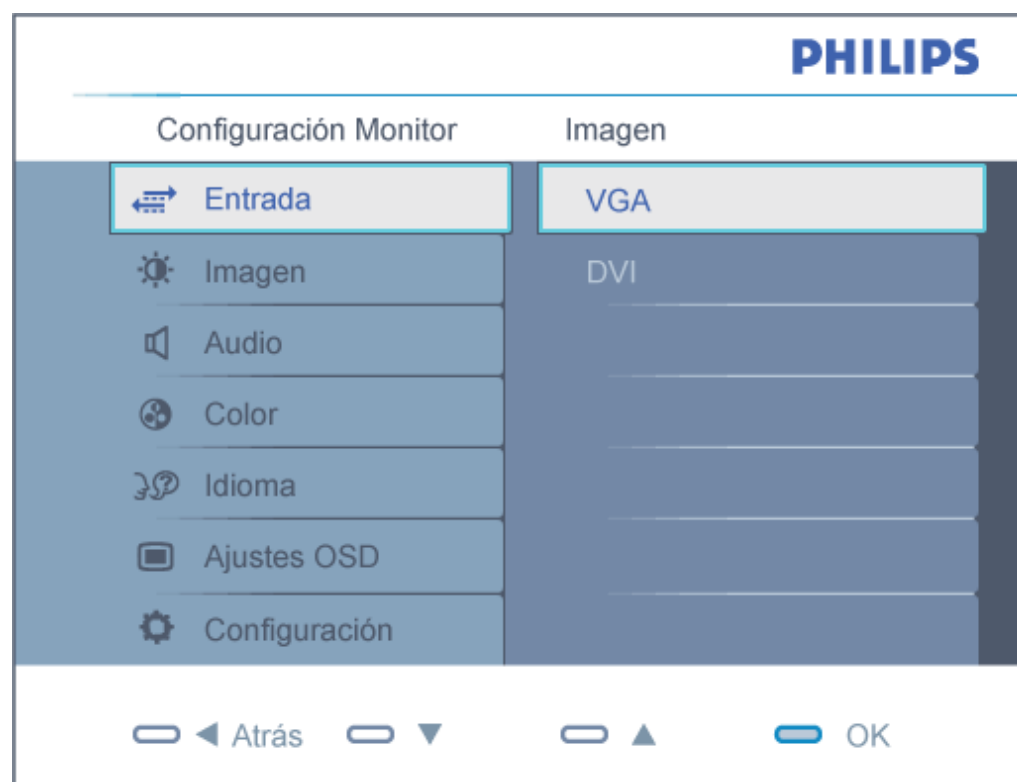 PHILIPS
Configuración Monitor Imagen
Entrada VGA
Imagen DVI
Audio
Color
Idioma
Ajustes OSD
Configuración
Atrás OK